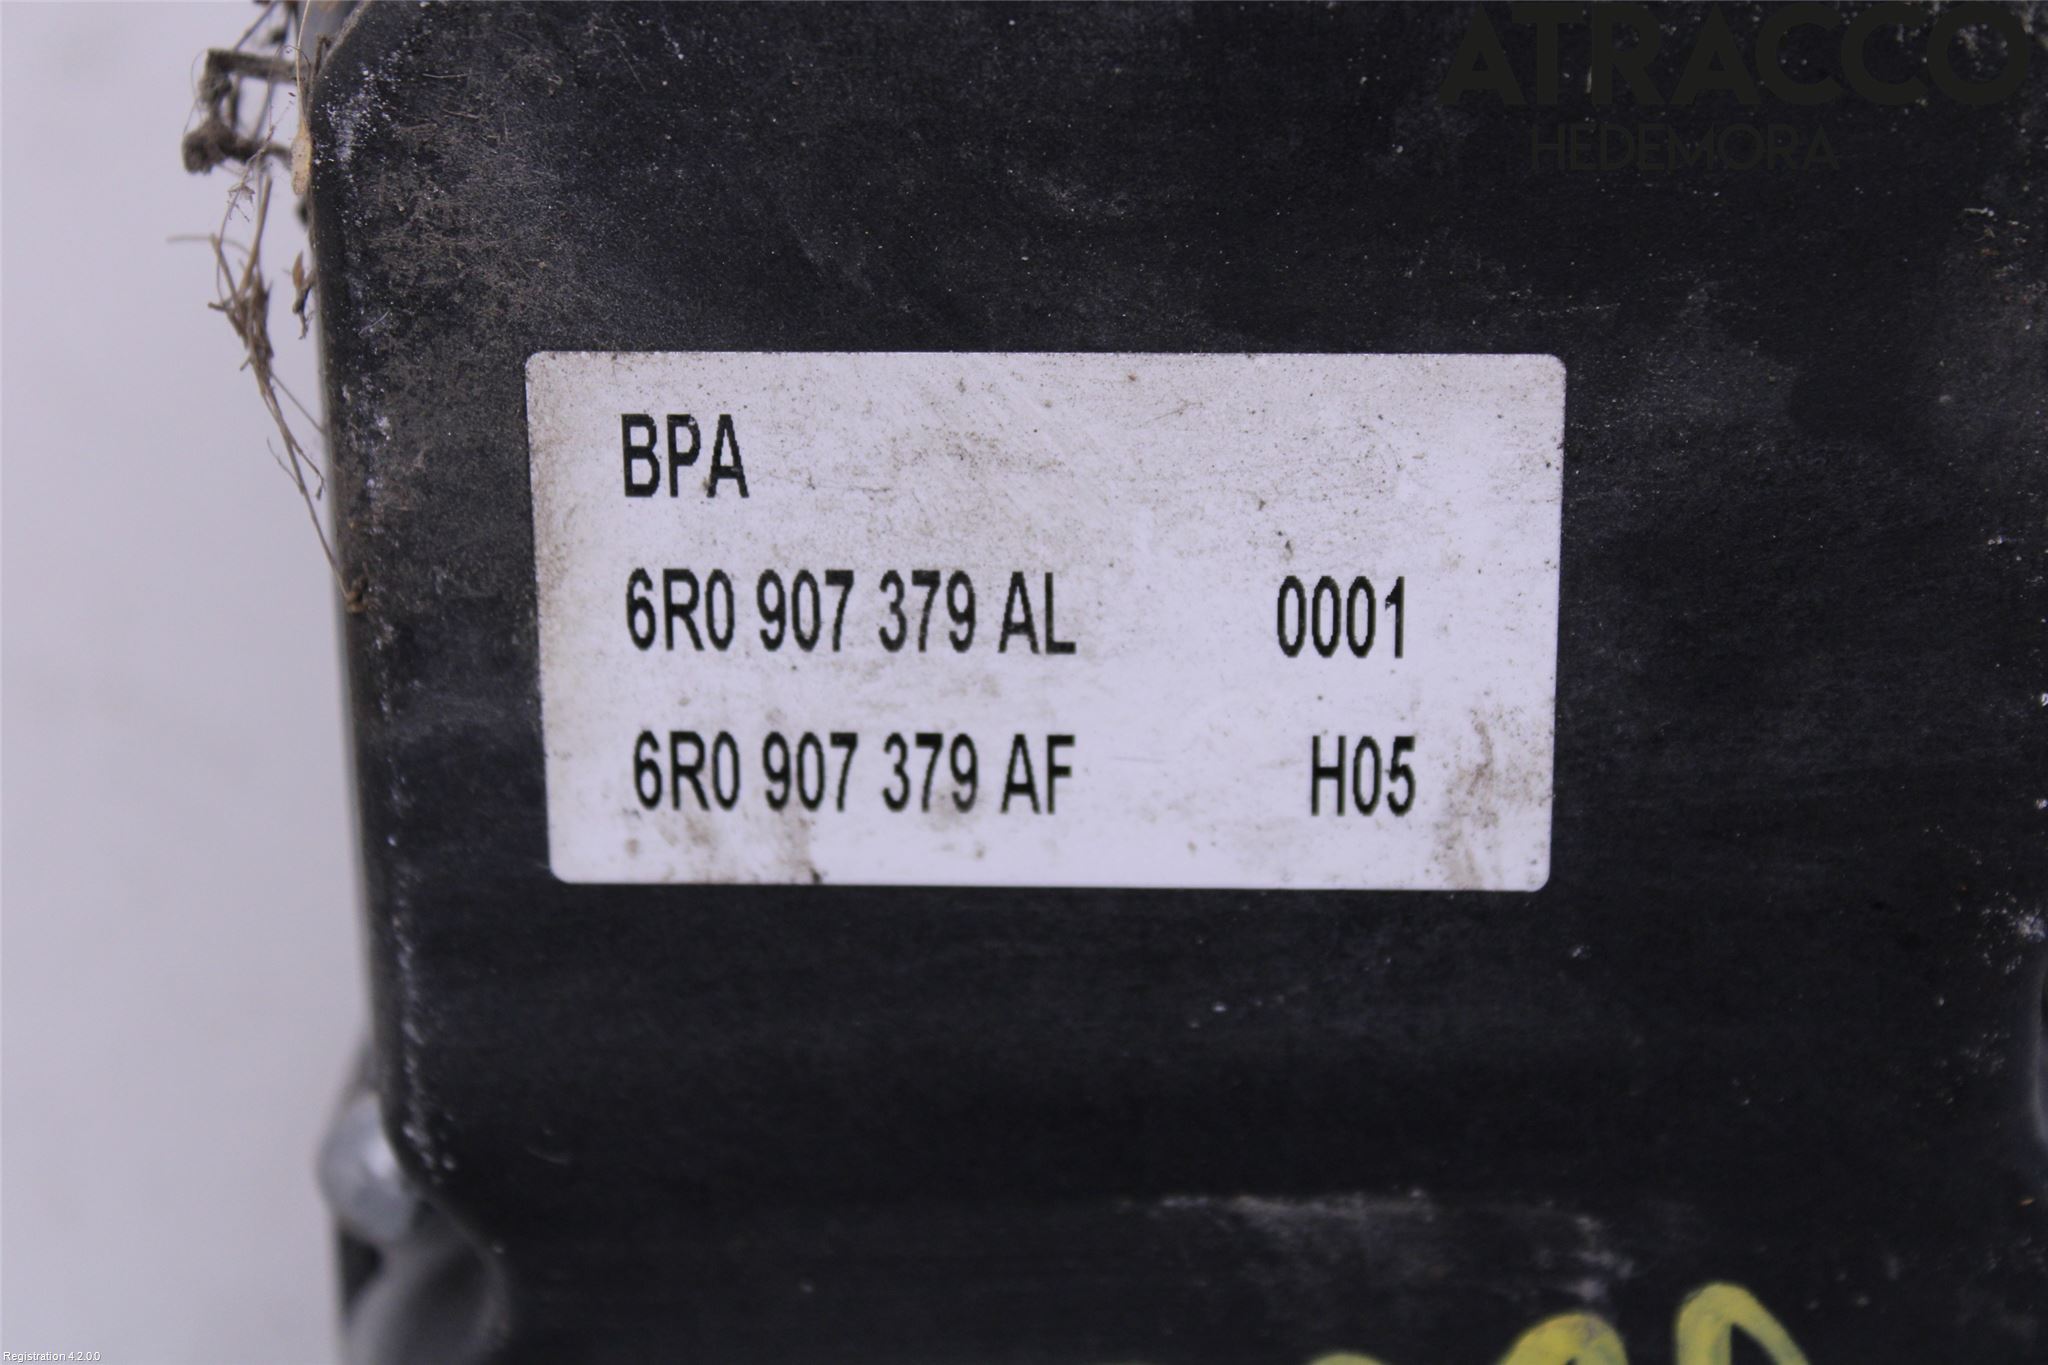 ATRACCO
HEDEMORA
BPA
6R0 907 379 AL 0001
6R0 907 379 AF H05
Registration 4.2.0.0